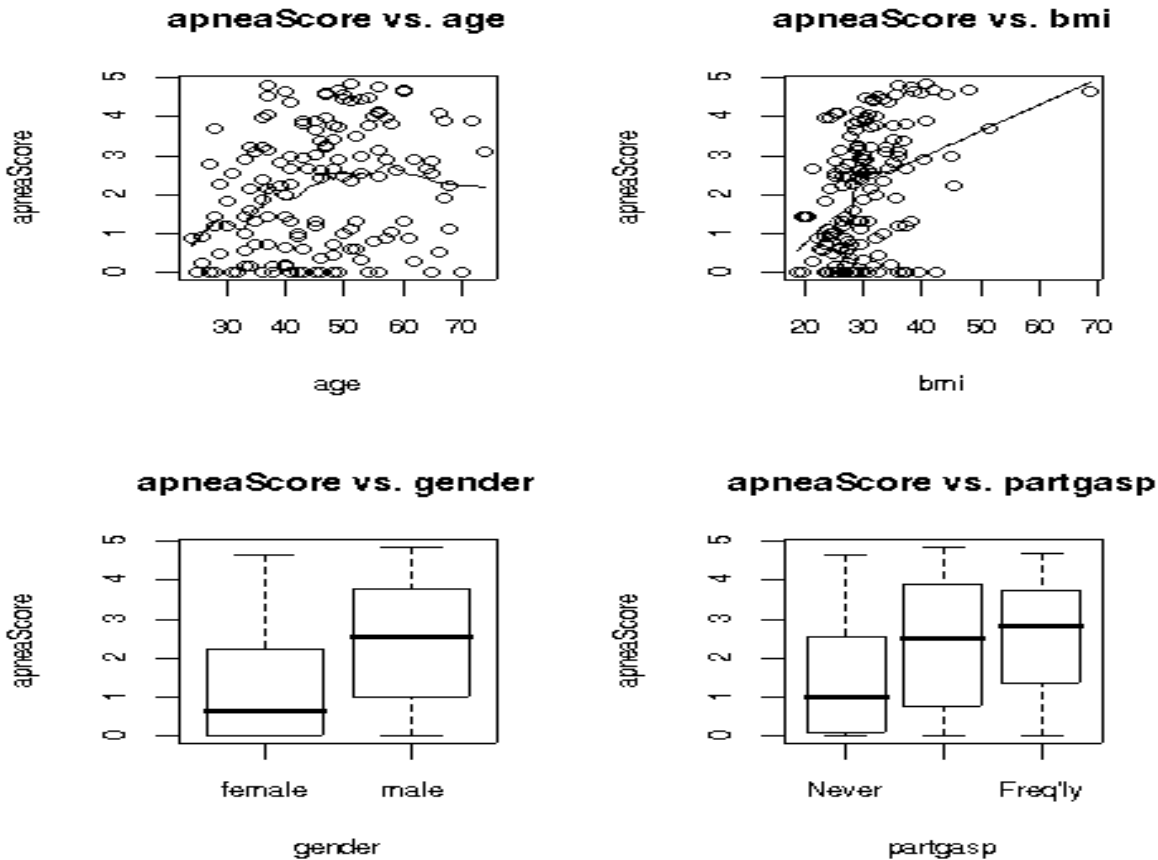 apneaScore vs. age
apneaScore
5
4
3
2
1
0
30 40 50 60 70
age
apneaScore vs. bmi
apneaScore
5
4
3
2
1
0
20 30 40 50 60 70
bmi
apneaScore vs. gender
apneaScore
5
4
3
2
1
0
female male
gender
apneaScore vs. partgasp
apneaScore
5
4
3
2
1
0
Never Freq'ly
partgasp